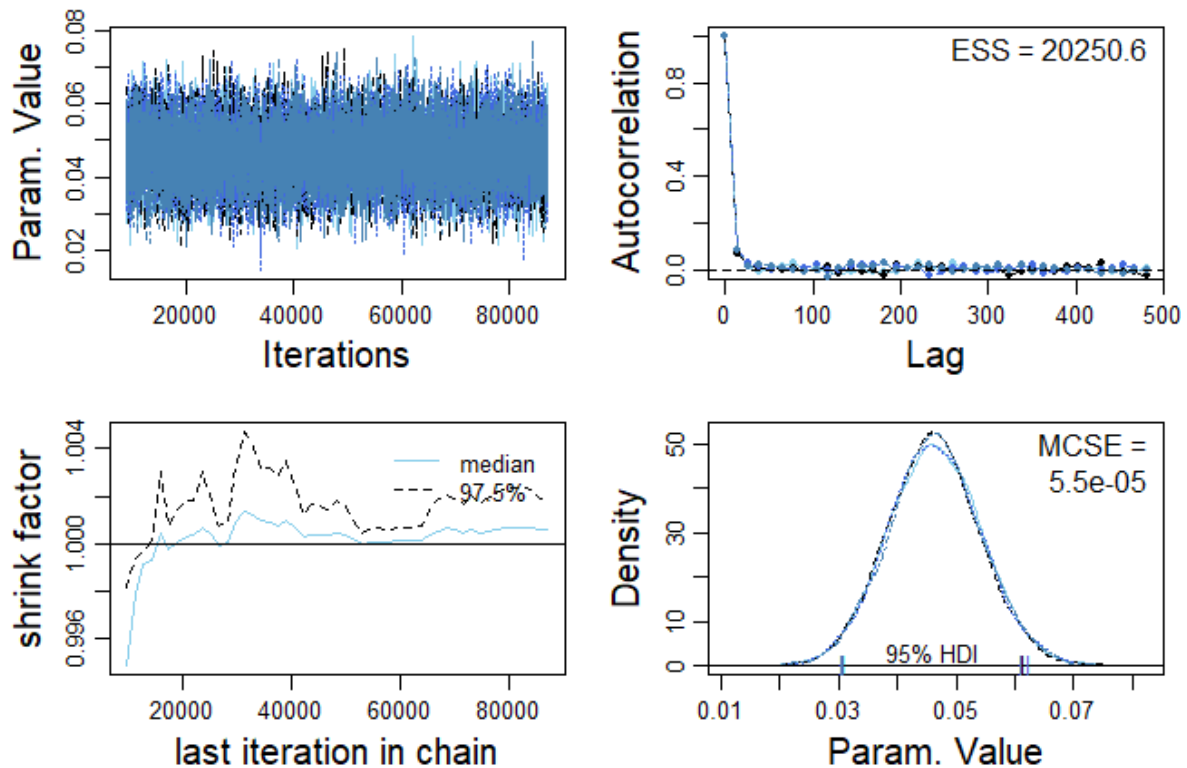 Param. Value
0.02 0.04 0.06 0.08
20000 40000 60000 80000
Iterations
Autocorrelation
0.0 0.4 0.8
ESS = 20250.6
0 100 200 300 400 500
Lag
shrink factor
0.996 1.000 1.004
median
97.5%
20000 40000 60000 80000
last iteration in chain
Density
0 10 30 50
MCSE =
5.5e-05
95% HDI
0.01 0.03 0.05 0.07
Param. Value